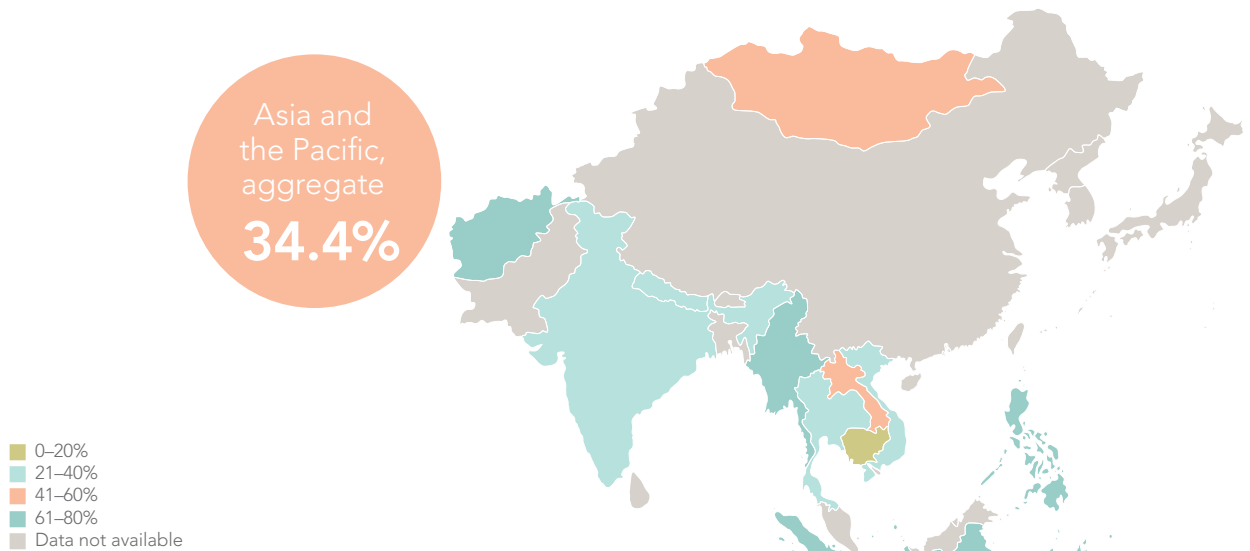 Asia and
the Pacific,
aggregate
34.4%
0–20%
21–40%
41–60%
61–80%
Data not available